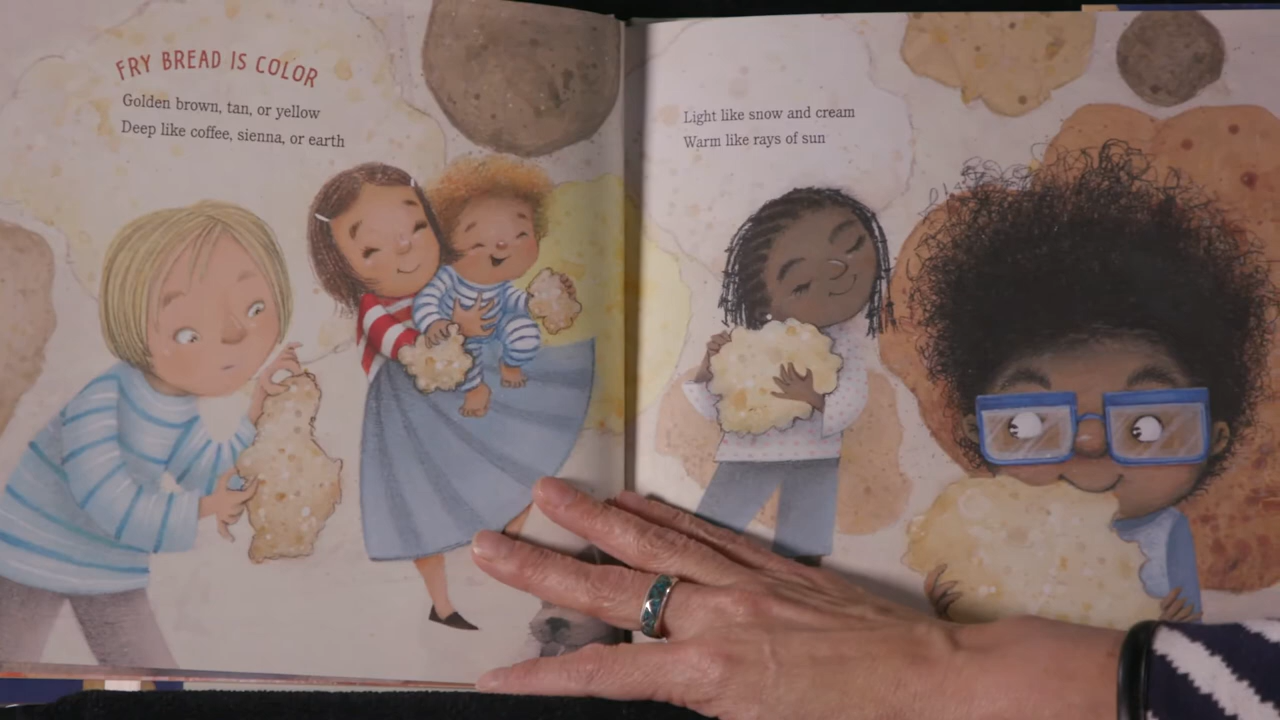 FRY BREAD IS COLOR
Golden brown, tan, or yellow
Deep like coffee, sienna, or earth
Light like snow and cream
Warm like rays of sun